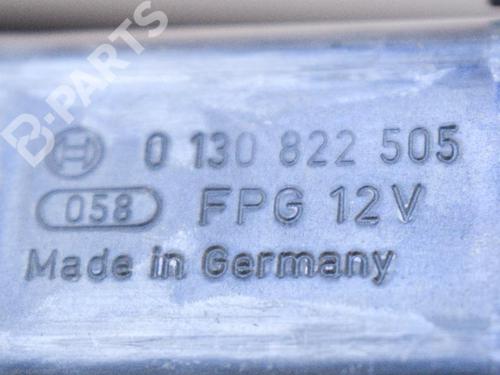 B-PARTS
0 130 822 505
058 FPG 12V
Made in Germany